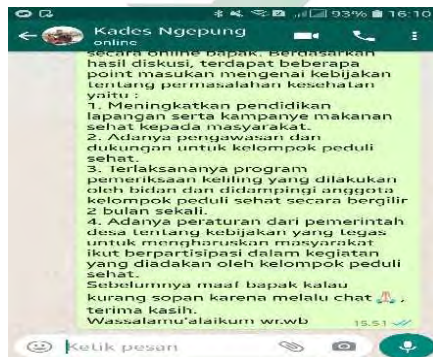 93% 16:10
Kades Ngepung
online
secara online bapak. Berdasarkan
hasil diskusi, terdapat beberapa
point masukan mengenai kebijakan
tentang permasalahan kesehatan
yaitu :
1. Meningkatkan pendidikan
lapangan serta kampanye makanan
sehat kepada masyarakat.
2. Adanya pengawasan dan
dukungan untuk kelompok peduli
sehat.
3. Terlaksananya program
pemeriksaan keliling yang dilakukan
oleh bidan dan didampingi anggota
kelompok peduli sehat secara bergilir
2 bulan sekali.
4. Adanya peraturan dari pemerintah
desa tentang kebijakan yang tegas
untuk mengharuskan masyarakat
ikut berpartisipasi dalam kegiatan
yang diadakan oleh kelompok peduli
sehat.
Sebelumnya maaf bapak kalau
kurang sopan karena melalu chat 🙏,
terima kasih.
Wassalamu'alaikum wr.wb
15.51
Ketik pesan